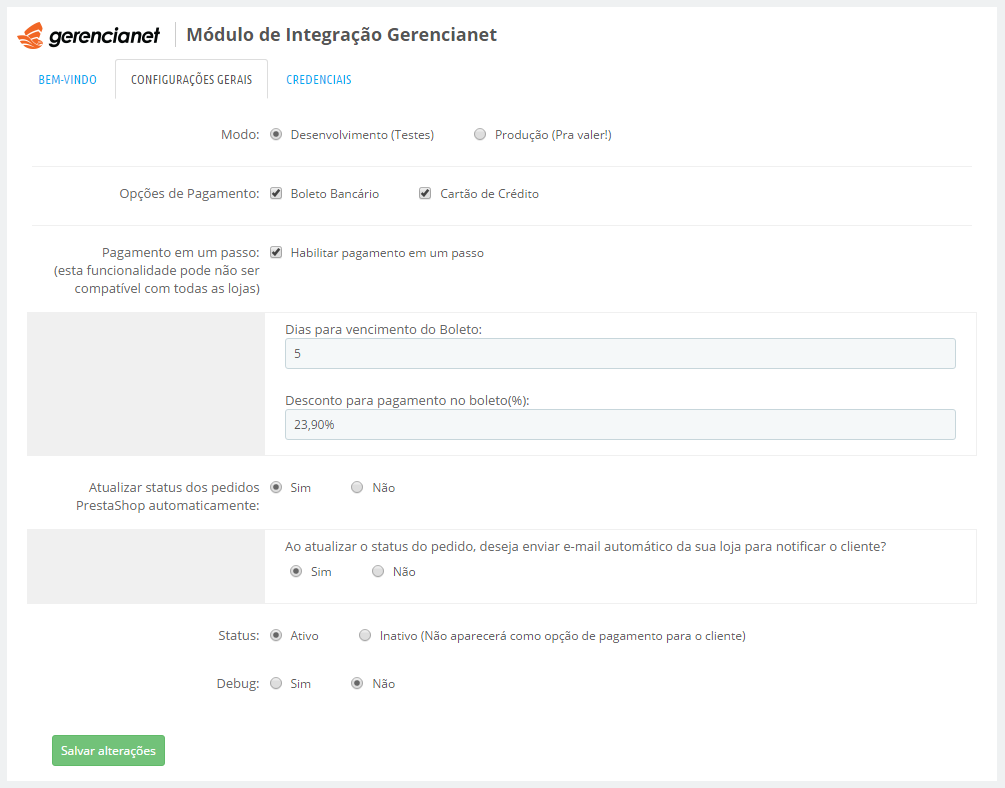 gerencianet Módulo de Integração Gerencianet
BEM-VINDO CONFIGURAÇÕES GERAIS CREDENCIAIS
Modo: Desenvolvimento (Testes) Produção (Pra valer!)
Opções de Pagamento: Boleto Bancário Cartão de Crédito
Pagamento em um passo: Habilitar pagamento em um passo
(esta funcionalidade pode não ser
compatível com todas as lojas)
Dias para vencimento do Boleto:
5
Desconto para pagamento no boleto(%):
23,90%
Atualizar status dos pedidos Sim Não
PrestaShop automaticamente:
Ao atualizar o status do pedido, deseja enviar e-mail automático da sua loja para notificar o cliente?
Sim Não
Status: Ativo Inativo (Não aparecerá como opção de pagamento para o cliente)
Debug: Sim Não
Salvar alterações